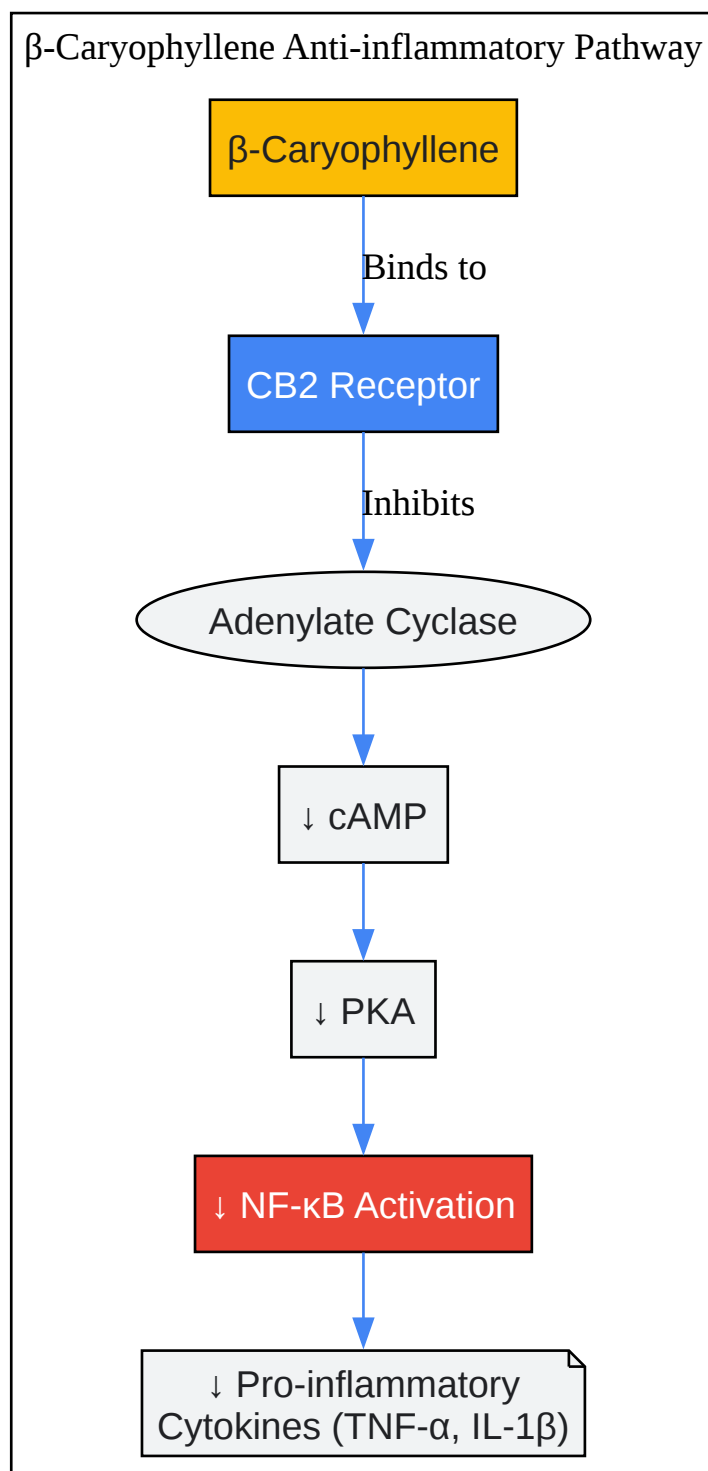 β-Caryophyllene Anti-inflammatory Pathway
β-Caryophyllene
Binds to
CB2 Receptor
Inhibits
Adenylate Cyclase
↓ cAMP
↓ PKA
↓ NF-κB Activation
↓ Pro-inflammatory
Cytokines (TNF-α, IL-1β)